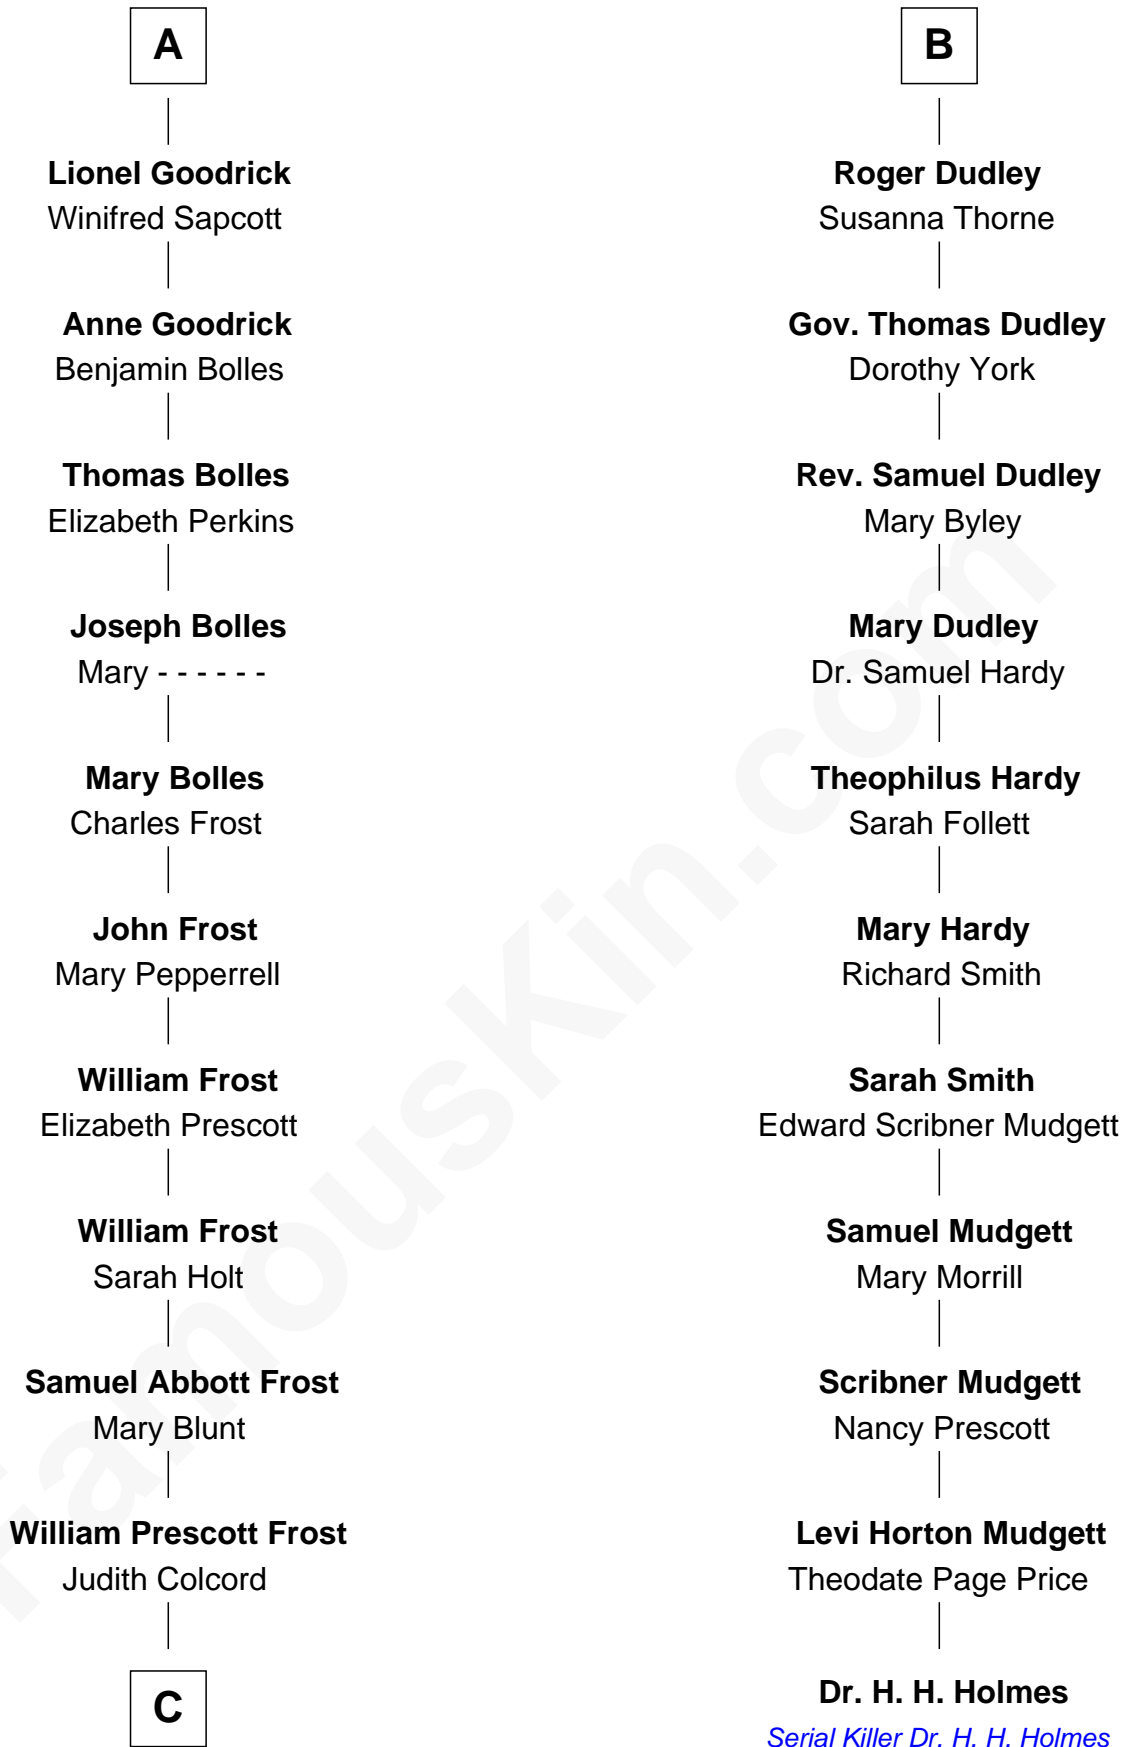 A
Lionel Goodrick
Winifred Sapcott
Anne Goodrick
Benjamin Bolles
Thomas Bolles
Elizabeth Perkins
Joseph Bolles
Mary - - - - - -
Mary Bolles
Charles Frost
John Frost
Mary Pepperrell
William Frost
Elizabeth Prescott
William Frost
Sarah Holt
Samuel Abbott Frost
Mary Blunt
William Prescott Frost
Judith Colcord
C
B
Roger Dudley
Susanna Thorne
Gov. Thomas Dudley
Dorothy York
Rev. Samuel Dudley
Mary Byley
Mary Dudley
Dr. Samuel Hardy
Theophilus Hardy
Sarah Follett
Mary Hardy
Richard Smith
Sarah Smith
Edward Scribner Mudgett
Samuel Mudgett
Mary Morrill
Scribner Mudgett
Nancy Prescott
Levi Horton Mudgett
Theodate Page Price
Dr. H. H. Holmes
Serial Killer Dr. H. H. Holmes
FamousKin.com